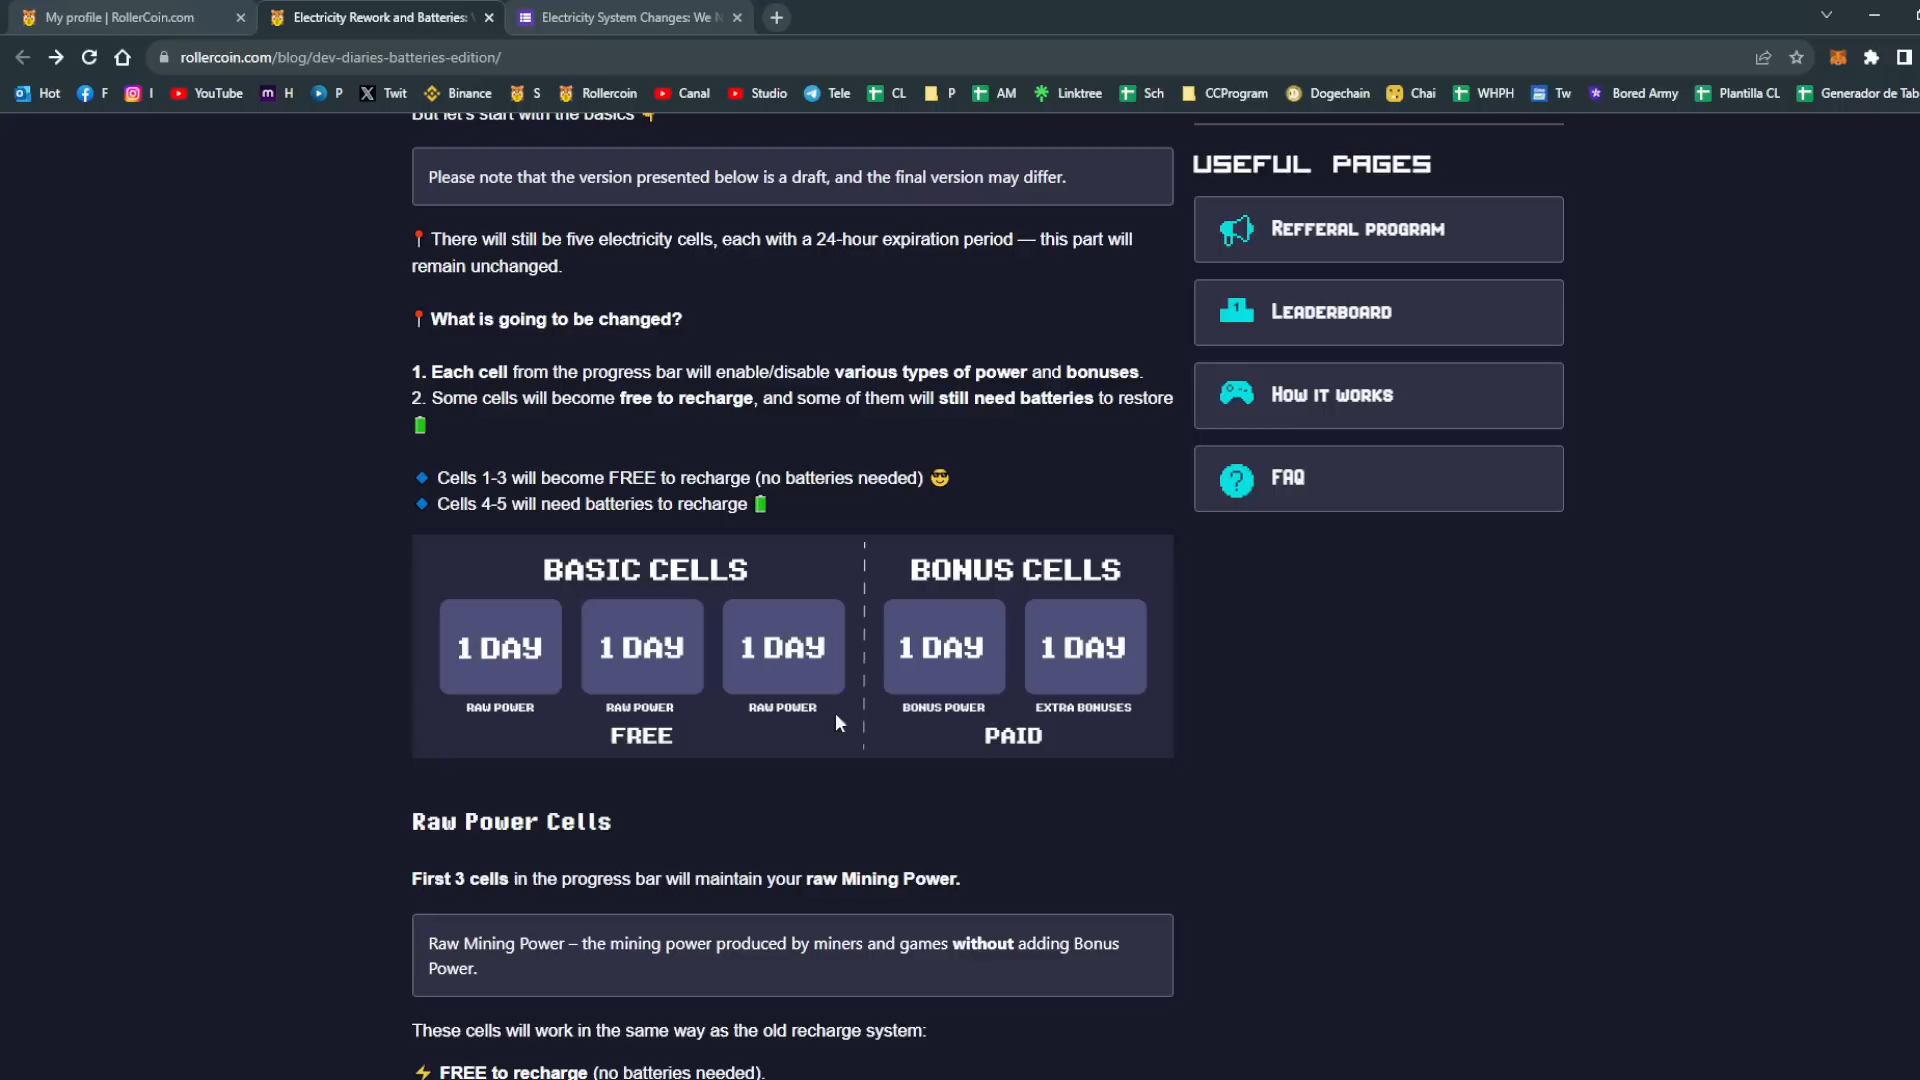 My profile | RollerCoin.com
Electricity Rework and Batteries:
Electricity System Changes: We N
rollercoin.com/blog/dev-diaries-batteries-edition/
Hot F I YouTube H P Twit Binance S Rollercoin Canal Studio Tele CL P AM Linktree Sch CCProgram Dogechain Chai WHPH Tw Bored Army Plantilla CL Generador de Tab
But let's start with the basics
Please note that the version presented below is a draft, and the final version may differ.
There will still be five electricity cells, each with a 24-hour expiration period — this part will
remain unchanged.
What is going to be changed?
1. Each cell from the progress bar will enable/disable various types of power and bonuses.
2. Some cells will become free to recharge, and some of them will still need batteries to restore
Cells 1-3 will become FREE to recharge (no batteries needed)
Cells 4-5 will need batteries to recharge
BASIC CELLS
BONUS CELLS
1 DAY 1 DAY 1 DAY 1 DAY 1 DAY
RAW POWER RAW POWER RAW POWER BONUS POWER EXTRA BONUSES
FREE
PAID
Raw Power Cells
First 3 cells in the progress bar will maintain your raw Mining Power.
Raw Mining Power – the mining power produced by miners and games without adding Bonus
Power.
These cells will work in the same way as the old recharge system:
FREE to recharge (no batteries needed).
USEFUL PAGES
REFFERAL PROGRAM
1
LEADERBOARD
HOW IT WORKS
?
FAQ